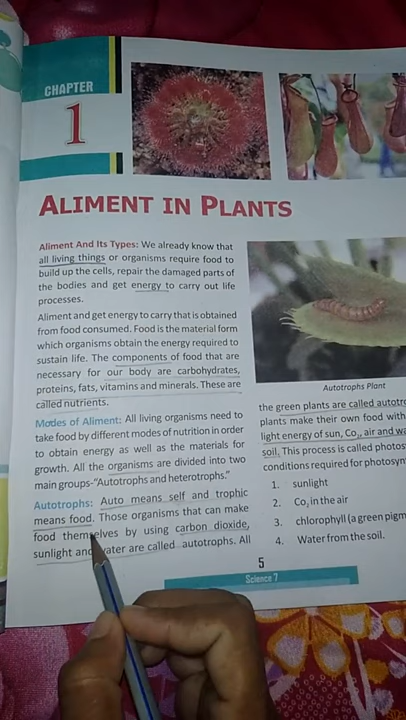 CHAPTER
1
ALIMENT IN PLANTS
Aliment And Its Types: We already know that
all living things or organisms require food to
build up the cells, repair the damaged parts of
the bodies and get energy to carry out life
processes.
Aliment and get energy to carry that is obtained
from food consumed. Food is the material form
which organisms obtain the energy required to
sustain life. The components of food that are
necessary for our body are carbohydrates,
proteins, fats, vitamins and minerals. These are
called nutrients.
Modes of Aliment: All living organisms need to
take food by different modes of nutrition in order
to obtain energy as well as the materials for
growth. All the organisms are divided into two
main groups-“Autotrophs and heterotrophs.”
Autotrophs: Auto means self and trophic
means food. Those organisms that can make
food themselves by using carbon dioxide,
sunlight and water are called autotrophs. All
Autotrophs Plant
the green plants are called
plants make their own food with
light energy of sun, Co₂, air and
soil. This process is called
conditions required for
1. sunlight
2. Co₂ in the air
3. chlorophyll (a green
4. Water from the soil.
5
Science 7